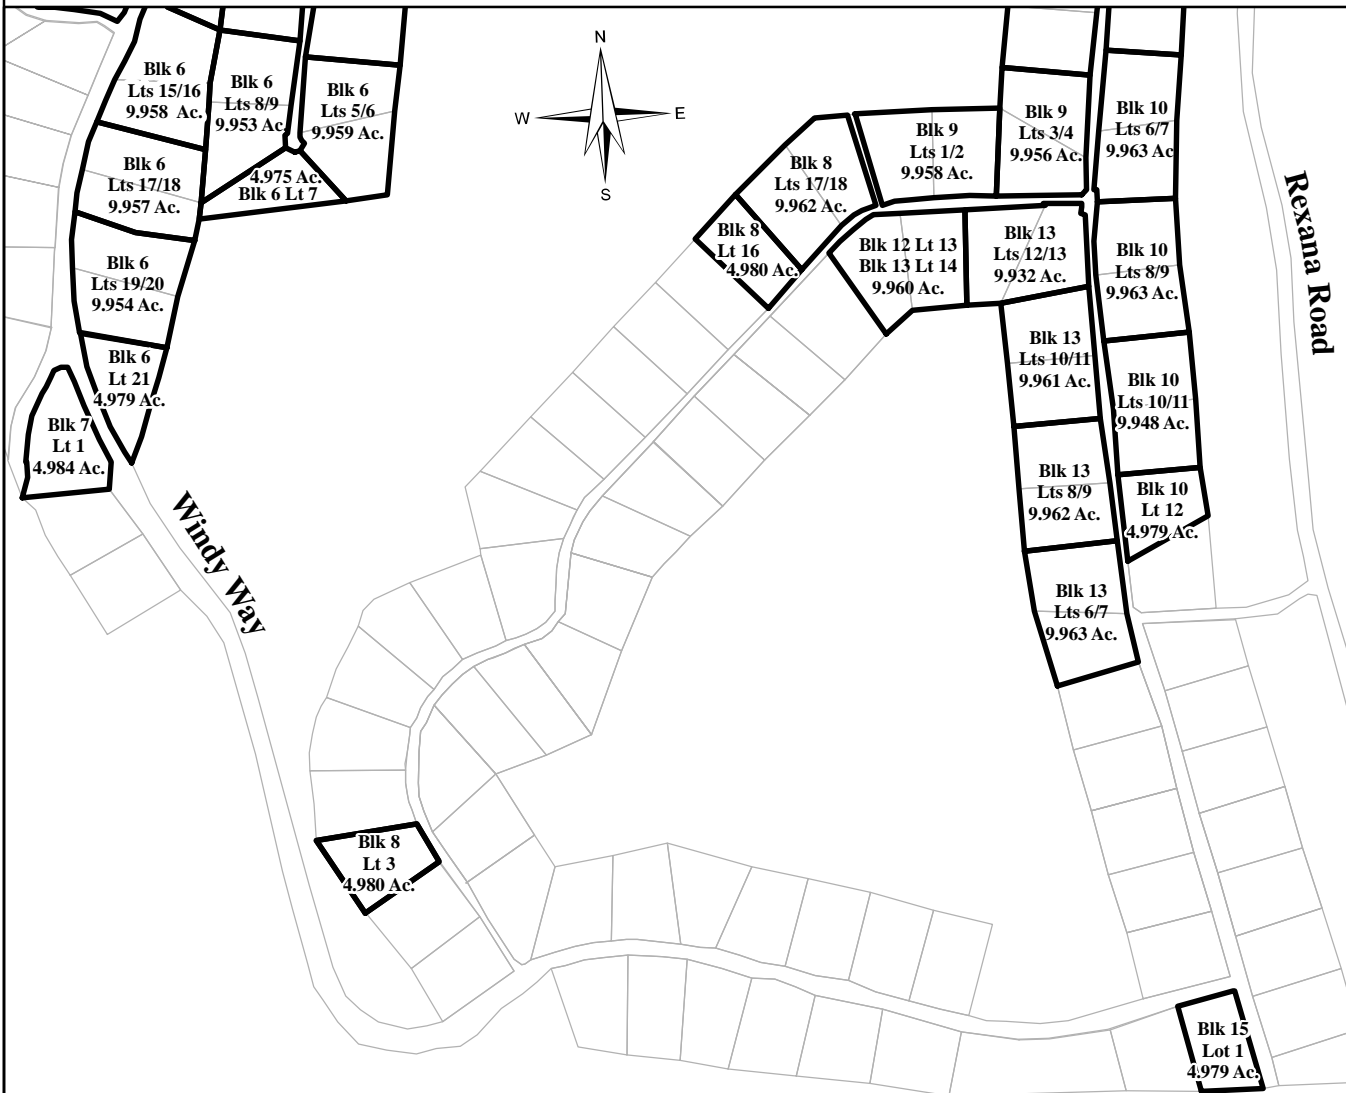 N
W
E
S
Blk 6
Lts 15/16
9.958 Ac.
Blk 6
Lts 8/9
9.953 Ac.
Blk 6
Lts 5/6
9.959 Ac.
4.975 Ac.
Blk 6 Lt 7
Blk 6
Lts 17/18
9.957 Ac.
Blk 6
Lts 19/20
9.954 Ac.
Blk 6
Lt 21
4.979 Ac.
Blk 7
Lt 1
4.984 Ac.
Windy Way
Blk 8
Lts 17/18
9.962 Ac.
Blk 8
Lt 16
4.980 Ac.
Blk 9
Lts 1/2
9.958 Ac.
Blk 9
Lts 3/4
9.956 Ac.
Blk 10
Lts 6/7
9.963 Ac
Blk 12 Lt 13
Blk 13 Lt 14
9.960 Ac.
Blk 13
Lts 12/13
9.932 Ac.
Blk 10
Lts 8/9
9.963 Ac.
Rexana Road
Blk 13
Lts 10/11
9.961 Ac.
Blk 10
Lts 10/11
9.948 Ac.
Blk 13
Lts 8/9
9.962 Ac.
Blk 10
Lt 12
4.979 Ac.
Blk 13
Lts 6/7
9.963 Ac.
Blk 8
Lt 3
4.980 Ac.
Blk 15
Lot 1
4.979 Ac.